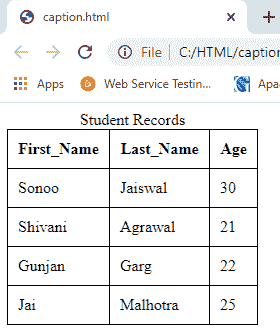 caption.html
File C:/HTML/caption
Apps Web Service Testin... Apa
Student Records
First_Name Last_Name Age
Sonoo Jaiswal 30
Shivani Agrawal 21
Gunjan Garg 22
Jai Malhotra 25